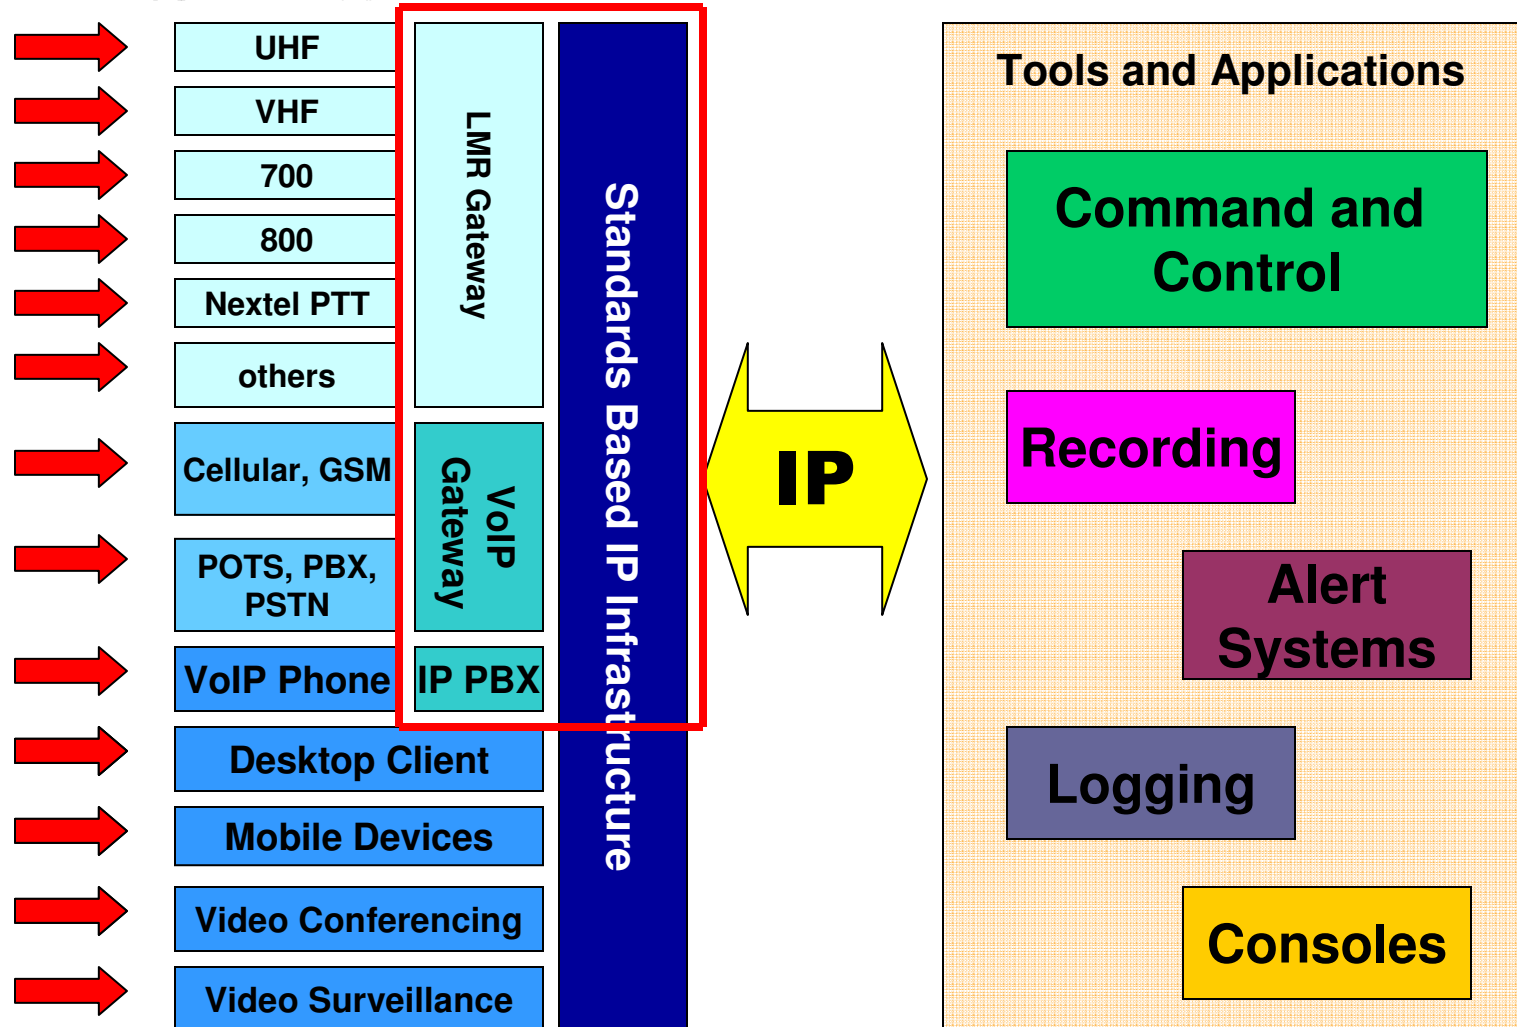 UHF
VHF
700
800
Nextel PTT
others
Cellular, GSM
POTS, PBX,
PSTN
VoIP Phone
Desktop Client
Mobile Devices
Video Conferencing
Video Surveillance
LMR Gateway
VoIP
Gateway
IP PBX
Standards Based IP Infrastructure
IP
Tools and Applications
Command and
Control
Recording
Alert
Systems
Logging
Consoles